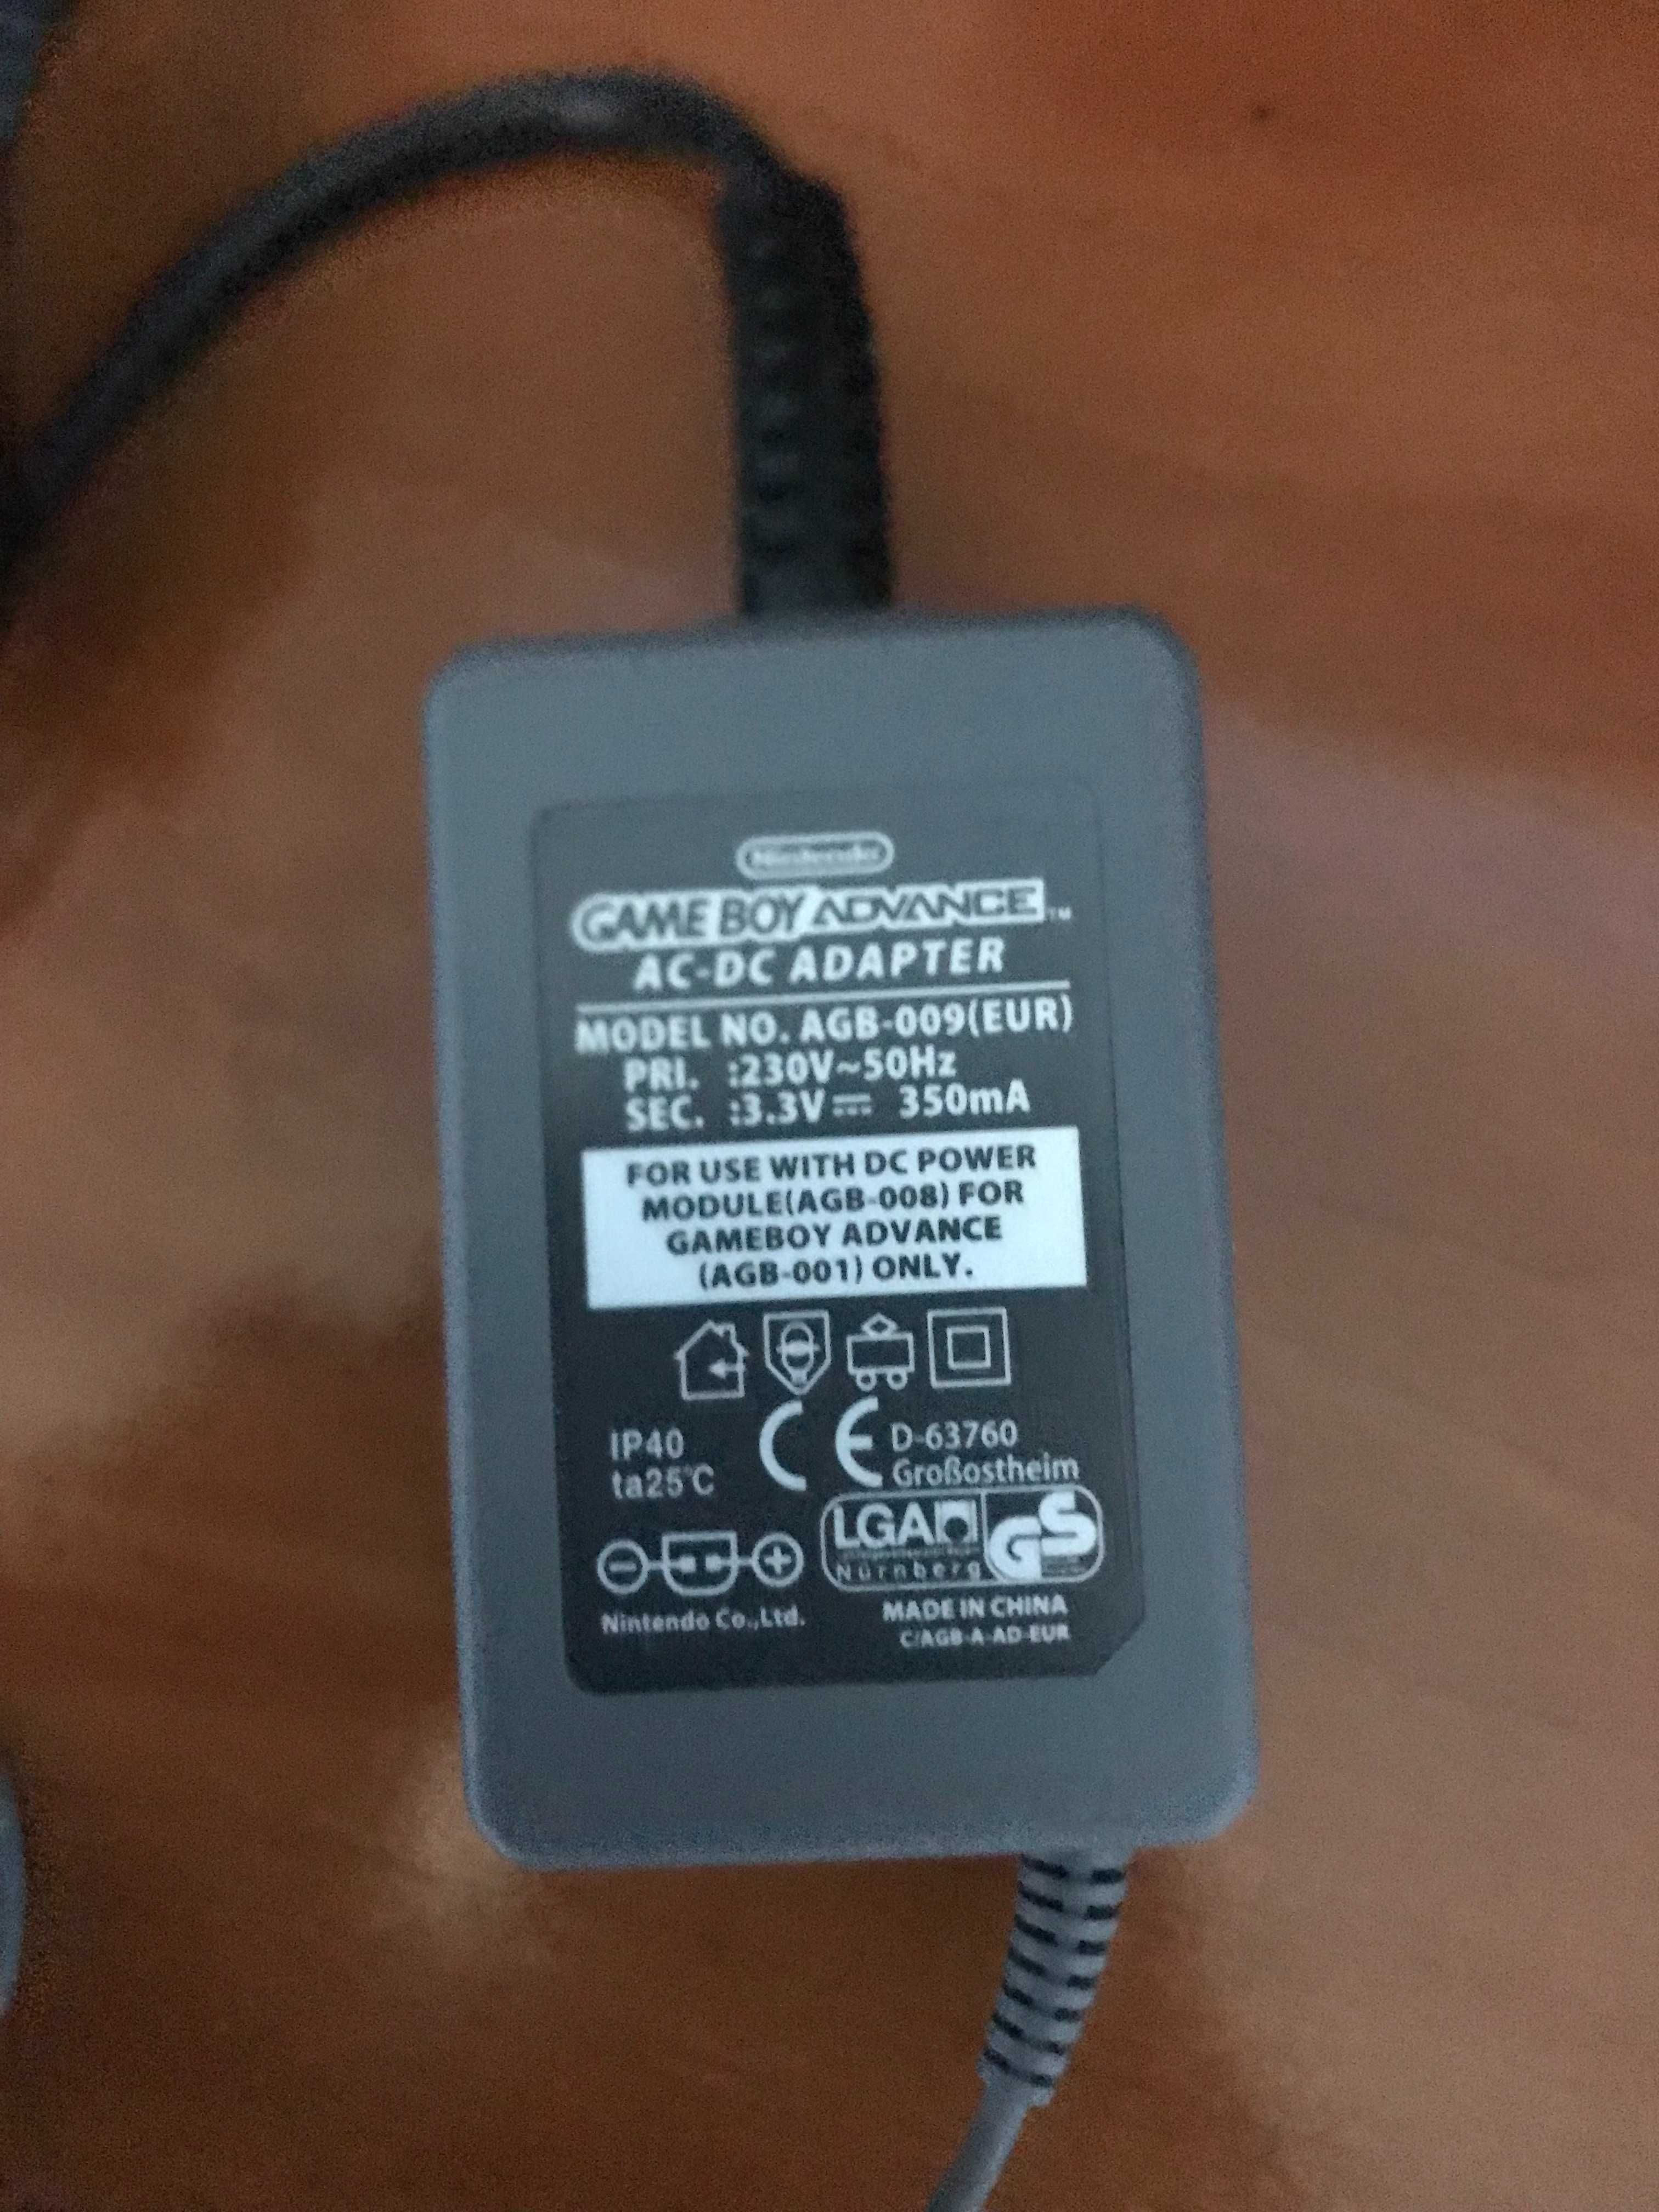 Nintendo
GAME BOY ADVANCE™
AC-DC ADAPTER
MODEL NO. AGB-009(EUR)
PRI. :230V~50Hz
SEC. :3.3V⎓ 350mA
FOR USE WITH DC POWER
MODULE(AGB-008) FOR
GAMEBOY ADVANCE
(AGB-001) ONLY.
IP40
ta25℃
CE
D-63760
Großostheim
LGA
Nürnberg
GS
Nintendo Co.,Ltd.
MADE IN CHINA
C/AGB-A-AD-EUR